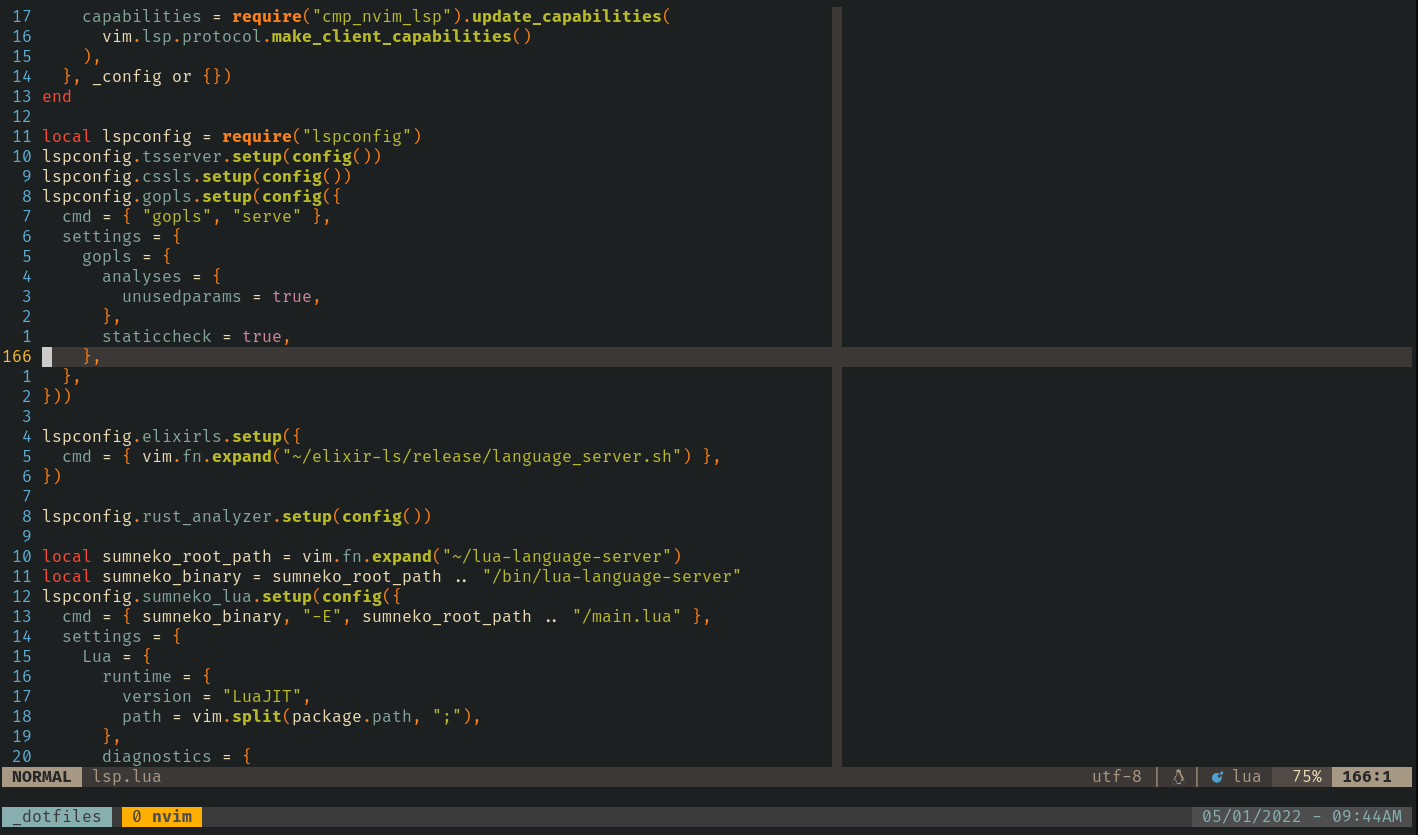 17     capabilities = require("cmp_nvim_lsp").update_capabilities(
16       vim.lsp.protocol.make_client_capabilities()
15     ),
14   }, _config or {})
13 end
12
11 local lspconfig = require("lspconfig")
10 lspconfig.tsserver.setup(config())
9 lspconfig.cssls.setup(config())
8 lspconfig.gopls.setup(config({
7   cmd = { "gopls", "serve" },
6   settings = {
5     gopls = {
4       analyses = {
3         unusedparams = true,
2       },
1       staticcheck = true,
166     },
1   },
2 }))
3
4 lspconfig.elixirls.setup({
5   cmd = { vim.fn.expand("~/elixir-ls/release/language_server.sh") },
6 })
7
8 lspconfig.rust_analyzer.setup(config())
9
10 local sumneko_root_path = vim.fn.expand("~/lua-language-server")
11 local sumneko_binary = sumneko_root_path .. "/bin/lua-language-server"
12 lspconfig.sumneko_lua.setup(config({
13   cmd = { sumneko_binary, "-E", sumneko_root_path .. "/main.lua" },
14   settings = {
15     Lua = {
16       runtime = {
17         version = "LuaJIT",
18         path = vim.split(package.path, ";"),
19       },
20       diagnostics = {
NORMAL lsp.lua utf-8 | | lua 75% 166:1
_dotfiles 0 nvim 05/01/2022 - 09:44AM